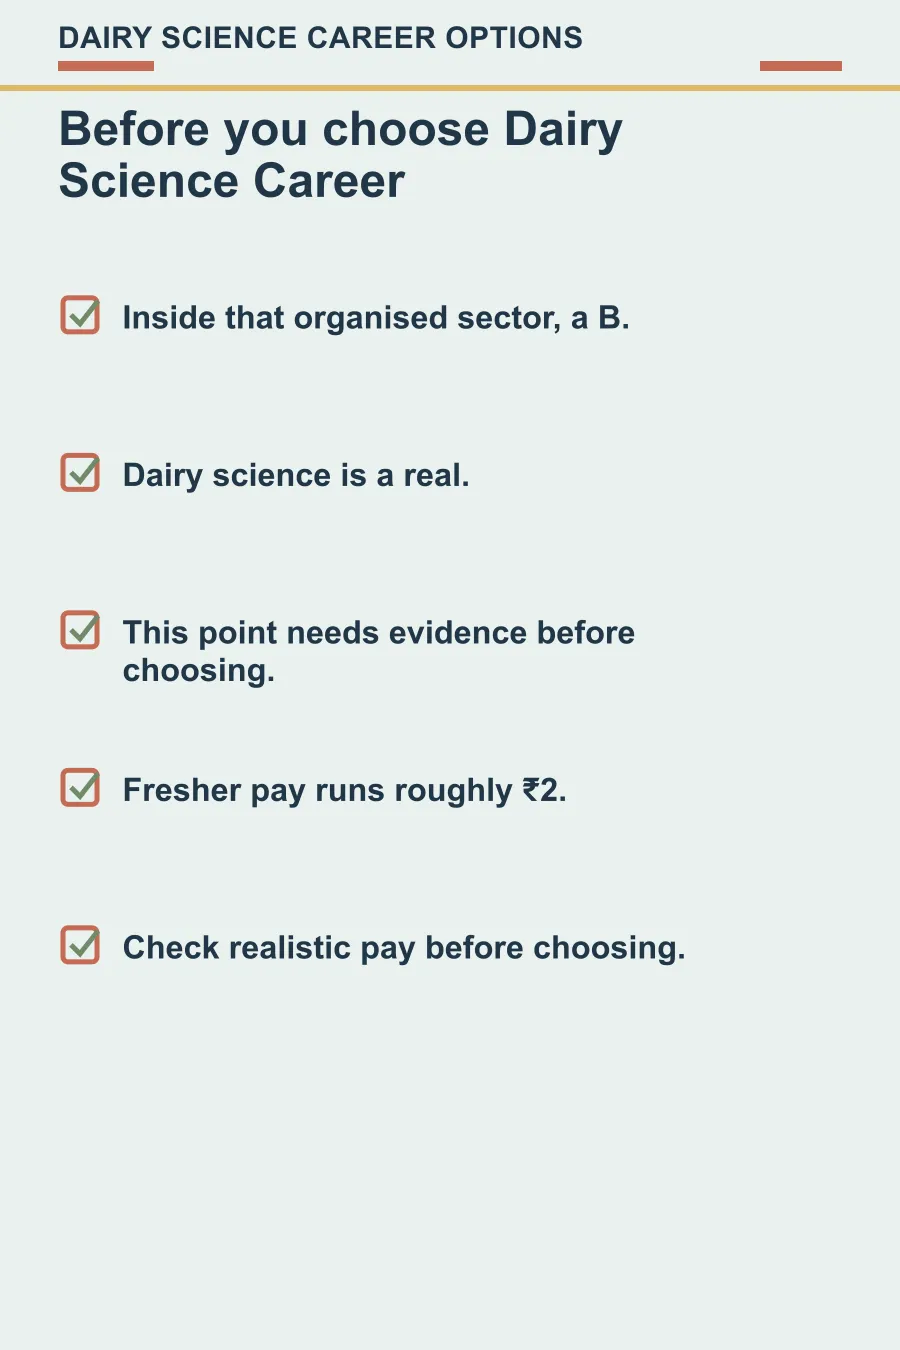 DAIRY SCIENCE CAREER OPTIONS
Before you choose Dairy
Science Career
Inside that organised sector, a B.
Dairy science is a real.
This point needs evidence before
choosing.
Fresher pay runs roughly ₹2.
Check realistic pay before choosing.